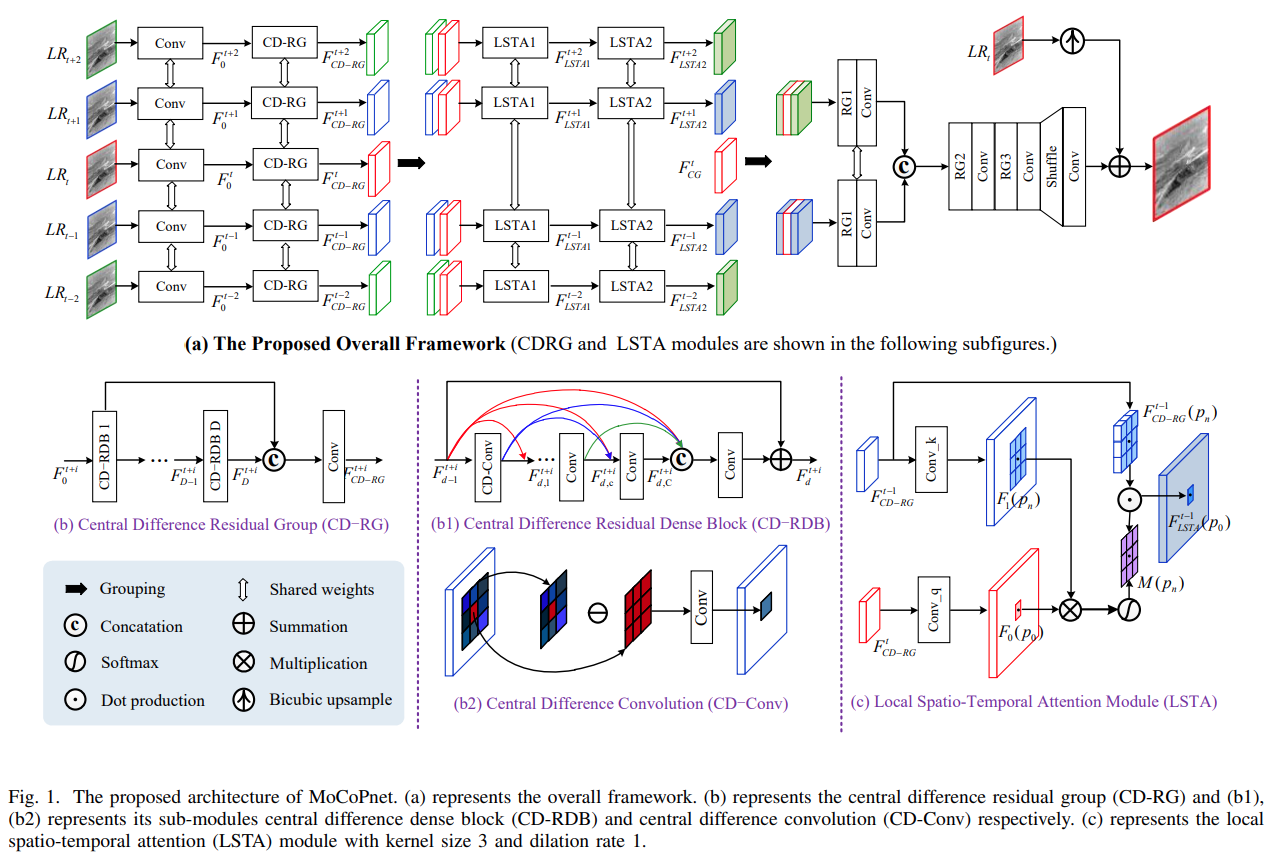 LR_{t+2} Conv F_0^{t+2} CD-RG F_{CD−RG}^{t+2} LSTA1 F_{LSTA1}^{t+2} LSTA2 F_{LSTA2}^{t+2}
LR_{t+1} Conv F_0^{t+1} CD-RG F_{CD−RG}^{t+1} LSTA1 F_{LSTA1}^{t+1} LSTA2 F_{LSTA2}^{t+1}
LR_t Conv F_0^t CD-RG F_{CD−RG}^t F_{CG}^t
LR_{t−1} Conv F_0^{t−1} CD-RG F_{CD−RG}^{t−1} LSTA1 F_{LSTA1}^{t−1} LSTA2 F_{LSTA2}^{t−1}
LR_{t−2} Conv F_0^{t−2} CD-RG F_{CD−RG}^{t−2} LSTA1 F_{LSTA1}^{t−2} LSTA2 F_{LSTA2}^{t−2}
RG1 Conv
RG1 Conv
C
LR_t
RG2 Conv RG3 Conv Shuffle Conv
(a) The Proposed Overall Framework (CDRG and LSTA modules are shown in the following subfigures.)
F_0^{t+i} CD−RDB 1 ··· F_{D−1}^{t+i} CD−RDB D F_D^{t+i} C Conv F_{CD−RG}^{t+i}
(b) Central Difference Residual Group (CD−RG)
F_{d−1}^{t+i} CD-Conv ··· F_{d,1}^{t+i} Conv F_{d,c}^{t+i} Conv F_{d,C}^{t+i} C Conv F_d^{t+i}
(b1) Central Difference Residual Dense Block (CD−RDB)
Conv
(b2) Central Difference Convolution (CD−Conv)
F_{CD−RG}^{t−1} Conv_k F_1(p_n) F_{CD−RG}^{t−1}(p_n)
F_{LSTA}^{t−1}(p_0)
M(p_n)
F_{CD−RG}^t Conv_q F_0(p_0)
(c) Local Spatio-Temporal Attention Module (LSTA)
Grouping Shared weights
C Concatation Summation
Softmax Multiplication
Dot production Bicubic upsample
Fig. 1. The proposed architecture of MoCoPnet. (a) represents the overall framework. (b) represents the central difference residual group (CD-RG) and (b1),
(b2) represents its sub-modules central difference dense block (CD-RDB) and central difference convolution (CD-Conv) respectively. (c) represents the local
spatio-temporal attention (LSTA) module with kernel size 3 and dilation rate 1.